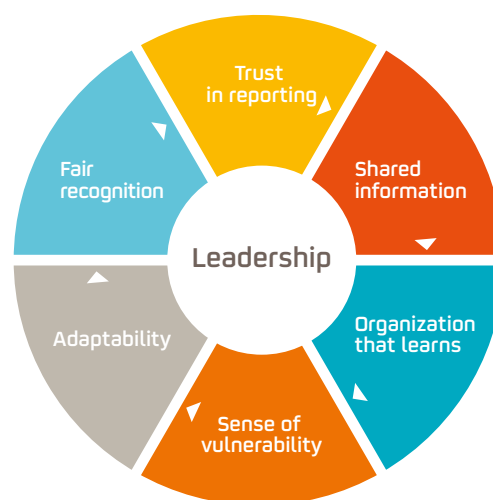 Trust
in reporting
Shared
information
Organization
that learns
Sense of
vulnerability
Adaptability
Fair
recognition
Leadership